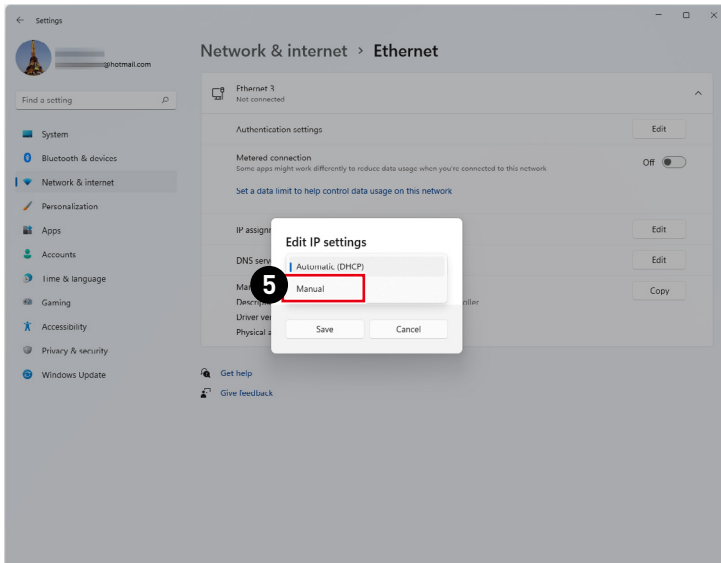 Settings
@hotmail.com
Find a setting
System
Bluetooth & devices
Network & internet
Personalization
Apps
Accounts
Time & language
Gaming
Accessibility
Privacy & security
Windows Update
Network & internet > Ethernet
Ethernet 3
Not connected
Authentication settings
Edit
Metered connection
Some apps might work differently to reduce data usage when you're connected to this network
Off
Set a data limit to help control data usage on this network
IP assign
Edit
DNS serv
Edit
Copy
Descrip
oller
Driver ver
Physical a
Edit IP settings
Automatic (DHCP)
5
Manual
Save
Cancel
Get help
Give feedback